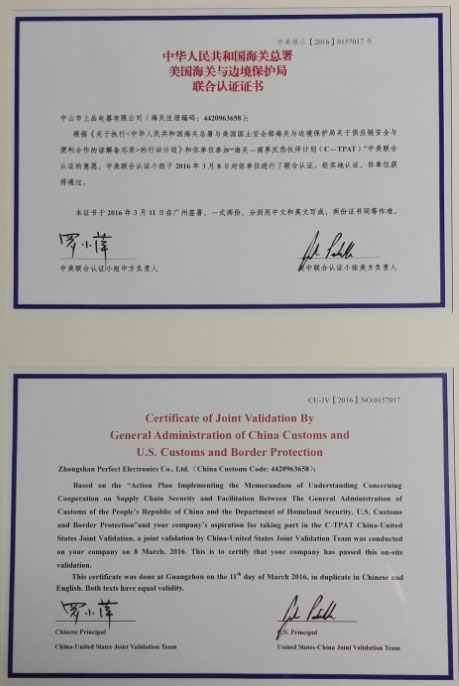 中美联认【2016】0157017 号
中华人民共和国海关总署
美国海关与边境保护局
联合认证证书
中山市上品电器有限公司（海关注册编码：4420963658）：
根据《关于执行<中华人民共和国海关总署与美国国土安全部海关与边境保护局关于供应链安全与
便利合作的谅解备忘录>的行动计划》和你单位参加“海关—商界反恐伙伴计划（C—TPAT）”中美联合
认证的意愿，中美联合认证小组于 2016 年 3 月 8 日对你单位进行了联合认证。经实地认证，你单位获
得通过。
本证书于 2016 年 3 月 11 日在广州签署，一式两份，分别用中文和英文写成，两份证书同等作准。
罗小萍
中美联合认证小组中方负责人
美中联合认证小组美方负责人
CU-JV【2016】NO.0157017
Certificate of Joint Validation By
General Administration of China Customs and
U.S. Customs and Border Protection
Zhongshan Perfect Electronics Co., Ltd.（China Customs Code: 4420963658）:
Based on the “Action Plan Implementing the Memorandum of Understanding Concerning
Cooperation on Supply Chain Security and Facilitation Between The General Administration of
Customs of the People’s Republic of China and the Department of Homeland Security, U.S. Customs
and Border Protection”and your company’s aspiration for taking part in the C-TPAT China-United
States Joint Validation, a joint validation by China-United States Joint Validation Team was conducted
on your company on 8 March, 2016. This is to certify that your company has passed this on-site
validation.
This certificate was done at Guangzhou on the 11th day of March 2016, in duplicate in Chinese and
English. Both texts have equal validity.
罗小萍
Chinese Principal
U.S. Principal
China-United States Joint Validation Team
United States-China Joint Validation Team